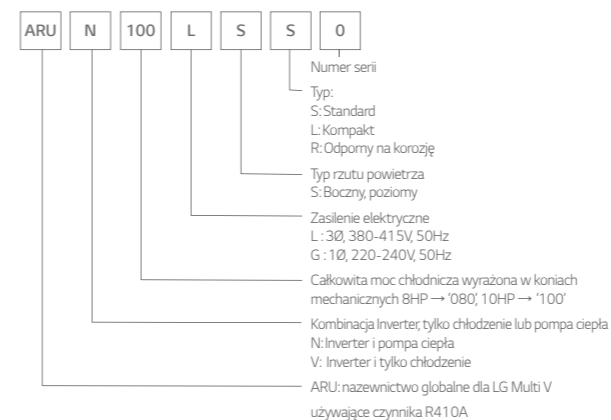 ARU N 100 L S S 0
Numer serii
Typ:
S: Standard
L: Kompakt
R: Odporny na korozję
Typ rzutu powietrza
S: Boczny, poziomy
Zasilenie elektryczne
L : 3Ø, 380-415V, 50Hz
G : 1Ø, 220-240V, 50Hz
Całkowita moc chłodnicza wyrażona w koniach
mechanicznych 8HP → '080', 10HP → '100'
Kombinacja Inverter, tylko chłodzenie lub pompa ciepła
N: Inverter i pompa ciepła
V: Inverter i tylko chłodzenie
ARU: nazewnictwo globalne dla LG Multi V
używające czynnika R410A